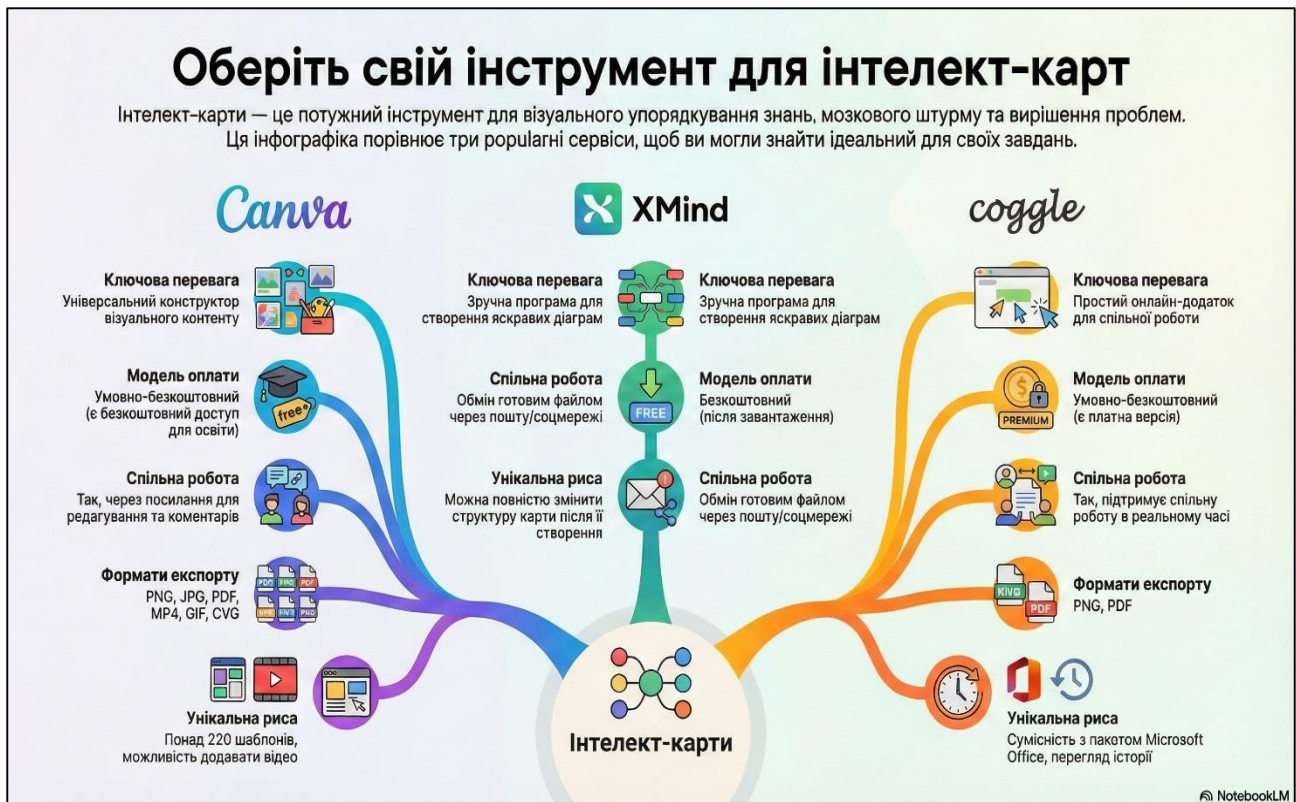 Оберіть свій інструмент для інтелект-карт
Інтелект-карти — це потужний інструмент для візуального упорядкування знань, мозкового штурму та вирішення проблем.
Ця інфографіка порівнює три popularні сервіси, щоб ви могли знайти ідеальний для своїх завдань.
Canva
Ключова перевага
Універсальний конструктор
візуального контенту
Модель оплати
Умовно-безкоштовний
(є безкоштовний доступ
для освіти)
free
Спільна робота
Так, через посилання для
редагування та коментарів
Формати експорту
PNG, JPG, PDF,
MP4, GIF, CVG
PDF
Унікальна риса
Понад 220 шаблонів,
можливість додавати відео
XMind
Ключова перевага
Зручна програма для
створення яскравих діаграм
Спільна робота
Обмін готовим файлом
через пошту/соцмережі
Унікальна риса
Можна повністю змінити
структуру карти після її
створення
FREE
Ключова перевага
Зручна програма для
створення яскравих діаграм
Модель оплати
Безкоштовний
(після завантаження)
Спільна робота
Обмін готовим файлом
через пошту/соцмережі
coggle
Ключова перевага
Простий онлайн-додаток
для спільної роботи
PREMIUM
Модель оплати
Умовно-безкоштовний
(є платна версія)
Спільна робота
Так, підтримує спільну
роботу в реальному часі
KIVG
PDF
Формати експорту
PNG, PDF
Унікальна риса
Сумісність з пакетом Microsoft
Office, перегляд історії
Інтелект-карти
NotebookLM